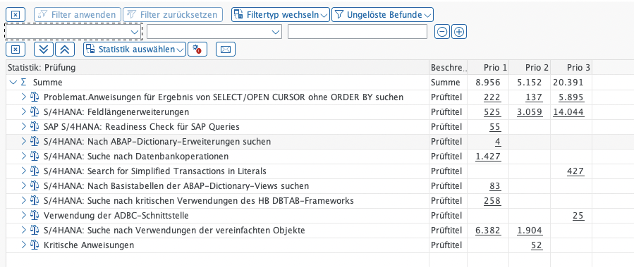 Filter anwenden Filter zurücksetzen Filtertyp wechseln Ungelöste Befunde
Statistik auswählen
Statistik: Prüfung Beschre.. Prio 1 Prio 2 Prio 3
Σ Summe Summe 8.956 5.152 20.391
Problemat.Anweisungen für Ergebnis von SELECT/OPEN CURSOR ohne ORDER BY suchen Prüftitel 222 137 5.895
S/4HANA: Feldlängenerweiterungen Prüftitel 525 3.059 14.044
SAP S/4HANA: Readiness Check für SAP Queries Prüftitel 55
S/4HANA: Nach ABAP-Dictionary-Erweiterungen suchen Prüftitel 4
S/4HANA: Suche nach Datenbankoperationen Prüftitel 1.427
S/4HANA: Search for Simplified Transactions in Literals Prüftitel 427
S/4HANA: Nach Basistabellen der ABAP-Dictionary-Views suchen Prüftitel 83
S/4HANA: Suche nach kritischen Verwendungen des HB DBTAB-Frameworks Prüftitel 258
Verwendung der ADBC-Schnittstelle Prüftitel 25
S/4HANA: Suche nach Verwendungen der vereinfachten Objekte Prüftitel 6.382 1.904
Kritische Anweisungen Prüftitel 52